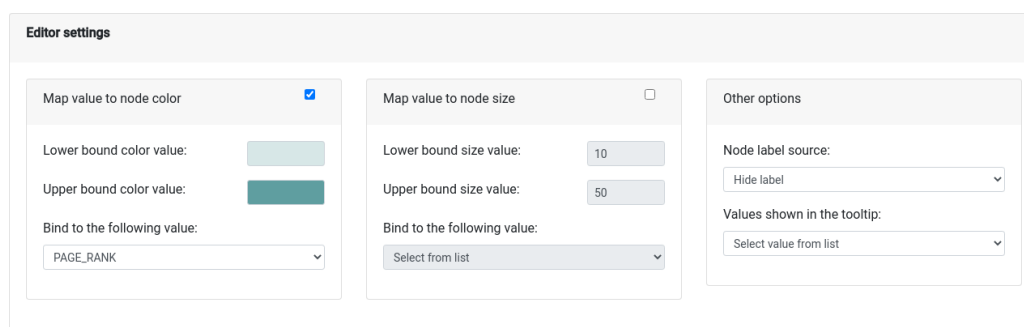 Editor settings
Map value to node color
Lower bound color value:
Upper bound color value:
Bind to the following value:
PAGE_RANK
Map value to node size
Lower bound size value:
10
Upper bound size value:
50
Bind to the following value:
Select from list
Other options
Node label source:
Hide label
Values shown in the tooltip:
Select value from list